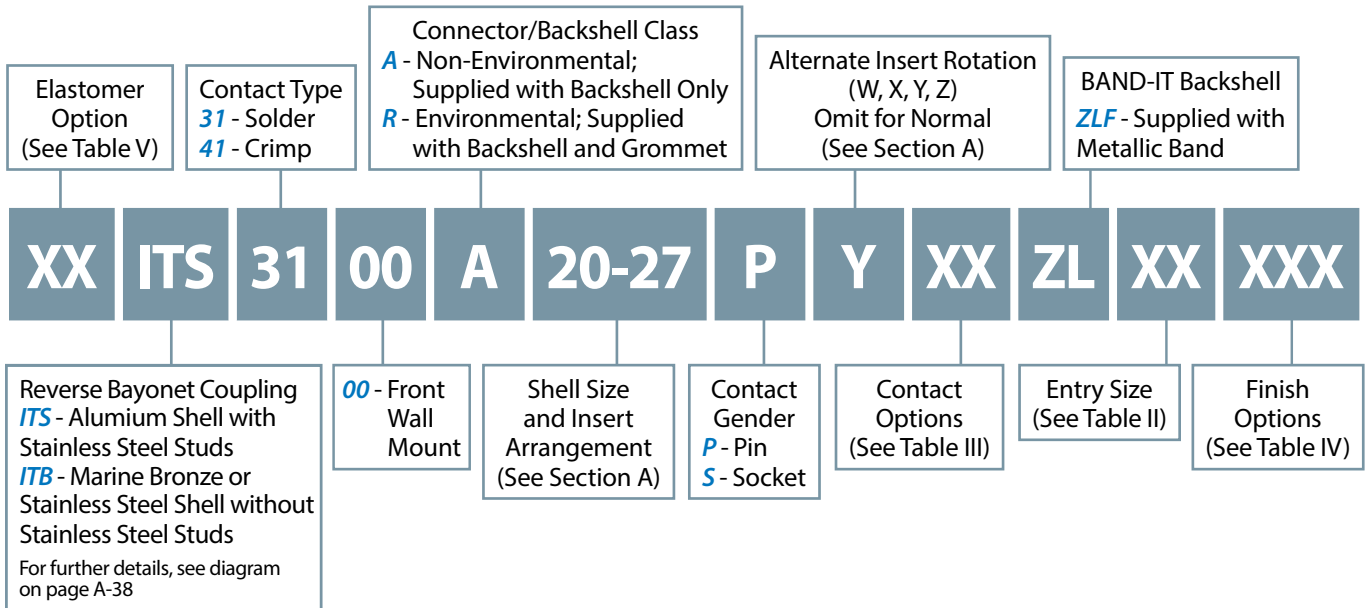 Elastomer
Option
(See Table V)
Contact Type
31 - Solder
41 - Crimp
Connector/Backshell Class
A - Non-Environmental;
Supplied with Backshell Only
R - Environmental; Supplied
with Backshell and Grommet
Alternate Insert Rotation
(W, X, Y, Z)
Omit for Normal
(See Section A)
BAND-IT Backshell
ZLF - Supplied with
Metallic Band
XX ITS 31 00 A 20-27 P Y XX ZL XX XXX
Reverse Bayonet Coupling
ITS - Alumium Shell with
Stainless Steel Studs
ITB - Marine Bronze or
Stainless Steel Shell without
Stainless Steel Studs
For further details, see diagram
on page A-38
00 - Front
Wall
Mount
Shell Size
and Insert
Arrangement
(See Section A)
Contact
Gender
P - Pin
S - Socket
Contact
Options
(See Table III)
Entry Size
(See Table II)
Finish
Options
(See Table IV)